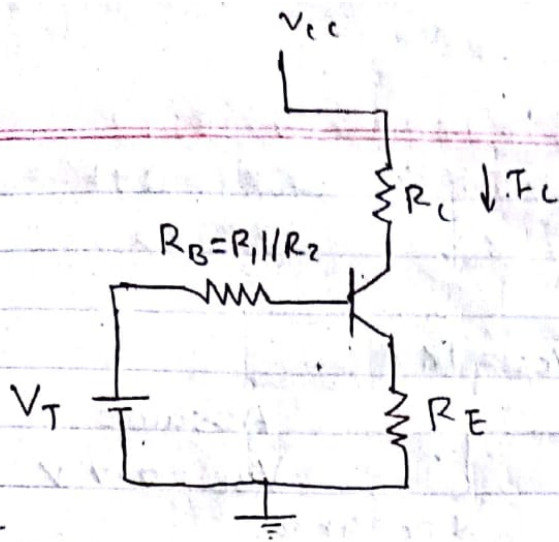 Vcc
Rc ↓ Ic
RB=R1||R2
VT
RE